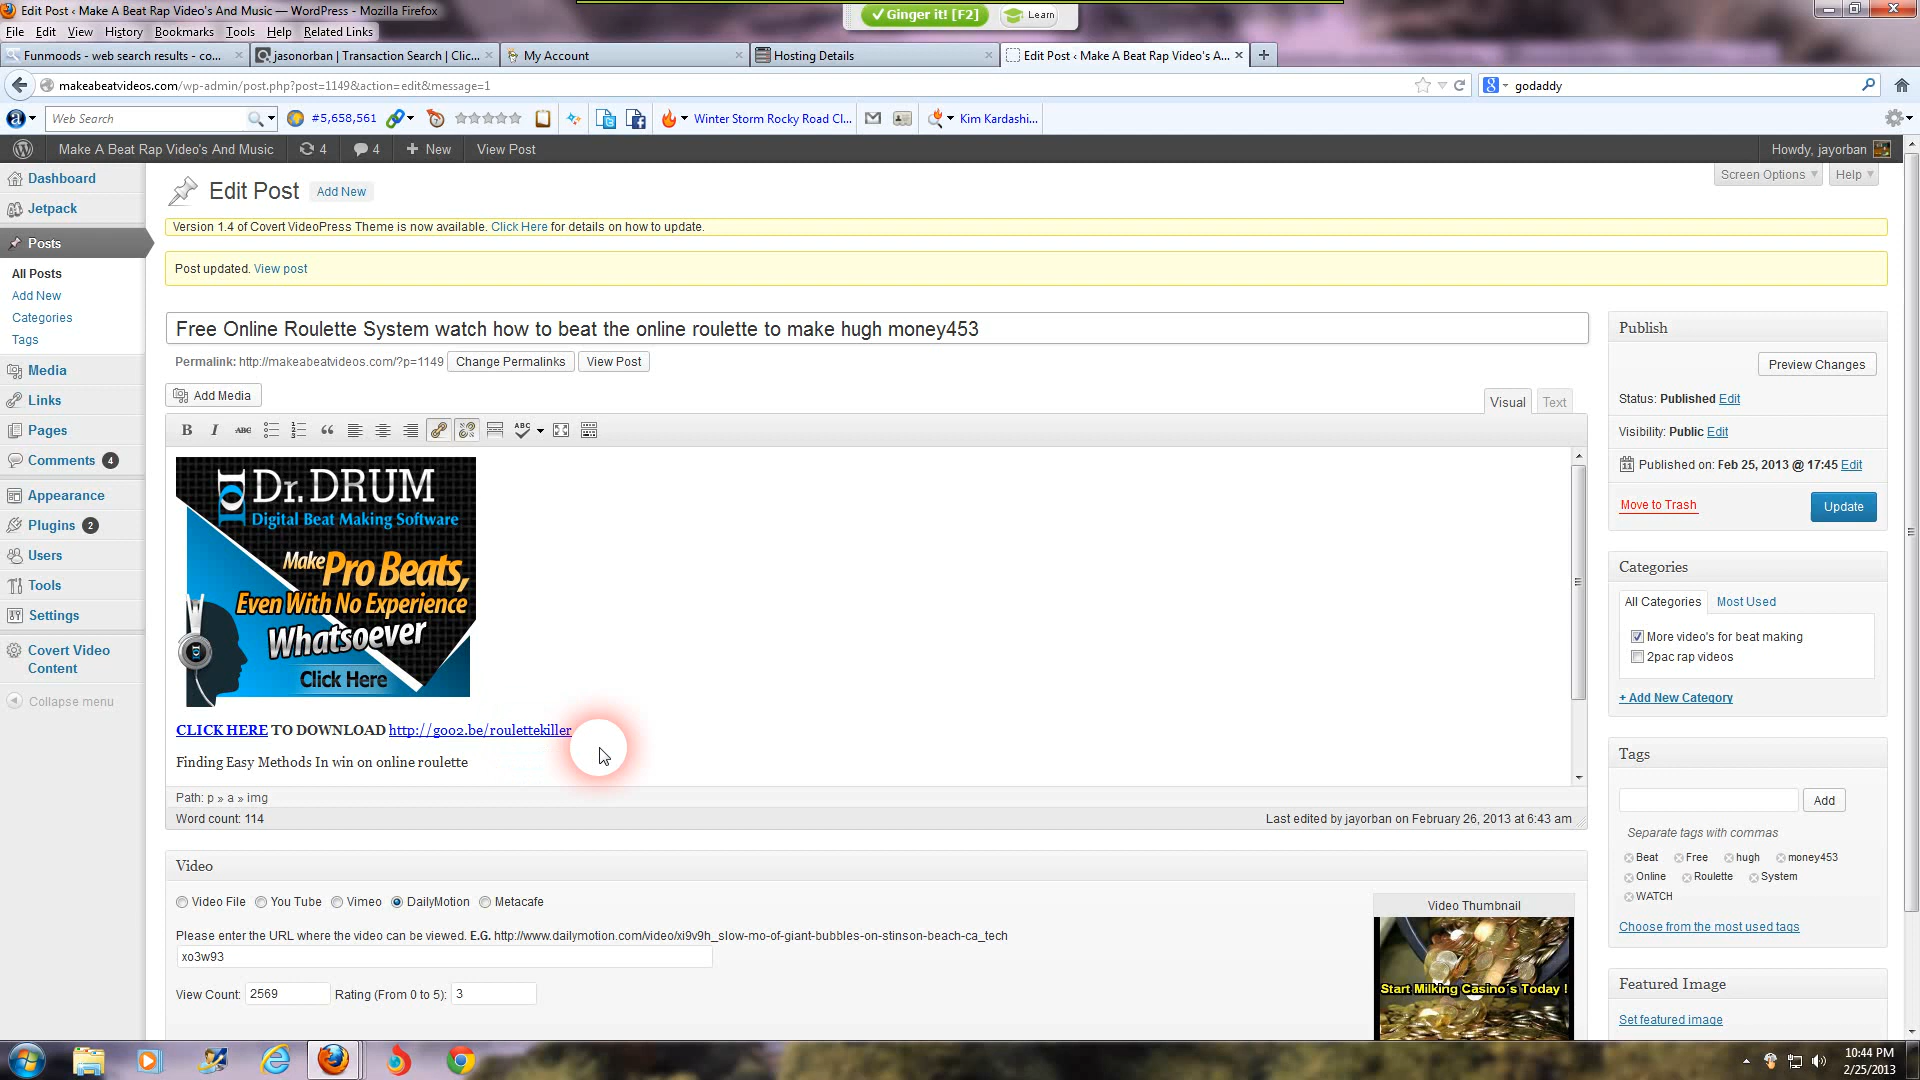 Edit Post ‹ Make A Beat Rap Video's And Music — WordPress - Mozilla Firefox
✓ Ginger it! [F2] Learn
File Edit View History Bookmarks Tools Help Related Links
Funmoods - web search results - co...
jasonorban | Transaction Search | Clic...
My Account
Hosting Details
Edit Post ‹ Make A Beat Rap Video's A...
makeabeatvideos.com/wp-admin/post.php?post=1149&action=edit&message=1
godaddy
Web Search
#5,658,561
Winter Storm Rocky Road Cl...
Kim Kardashi...
Make A Beat Rap Video's And Music 4 4 + New View Post
Howdy, jayorban
Dashboard
Jetpack
Posts
All Posts
Add New
Categories
Tags
Media
Links
Pages
Comments 4
Appearance
Plugins 2
Users
Tools
Settings
Covert Video
Content
Collapse menu
Edit Post Add New
Screen Options Help
Version 1.4 of Covert VideoPress Theme is now available. Click Here for details on how to update.
Post updated. View post
Free Online Roulette System watch how to beat the online roulette to make hugh money453
Permalink: http://makeabeatvideos.com/?p=1149 Change Permalinks View Post
Add Media
Visual Text
B I ABC ABC
Dr.DRUM
Digital Beat Making Software
Make Pro Beats,
Even With No Experience
Whatsoever
Click Here
CLICK HERE TO DOWNLOAD http://goo2.be/roulettekiller
Finding Easy Methods In win on online roulette
Path: p » a » img
Word count: 114
Last edited by jayorban on February 26, 2013 at 6:43 am
Video
Video File You Tube Vimeo DailyMotion Metacafe
Please enter the URL where the video can be viewed. E.G. http://www.dailymotion.com/video/xi9v9h_slow-mo-of-giant-bubbles-on-stinson-beach-ca_tech
xo3w93
View Count: 2569 Rating (From 0 to 5): 3
Video Thumbnail
Start Milking Casino's Today !
Publish
Preview Changes
Status: Published Edit
Visibility: Public Edit
Published on: Feb 25, 2013 @ 17:45 Edit
Move to Trash
Update
Categories
All Categories Most Used
More video's for beat making
2pac rap videos
+ Add New Category
Tags
Add
Separate tags with commas
Beat Free hugh money453
Online Roulette System
WATCH
Choose from the most used tags
Featured Image
Set featured image
10:44 PM
2/25/2013